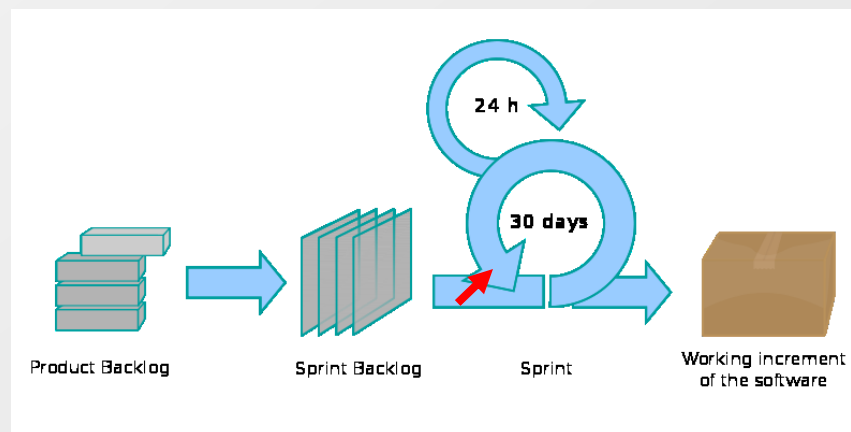 24 h
30 days
Product Backlog
Sprint Backlog
Sprint
Working increment
of the software